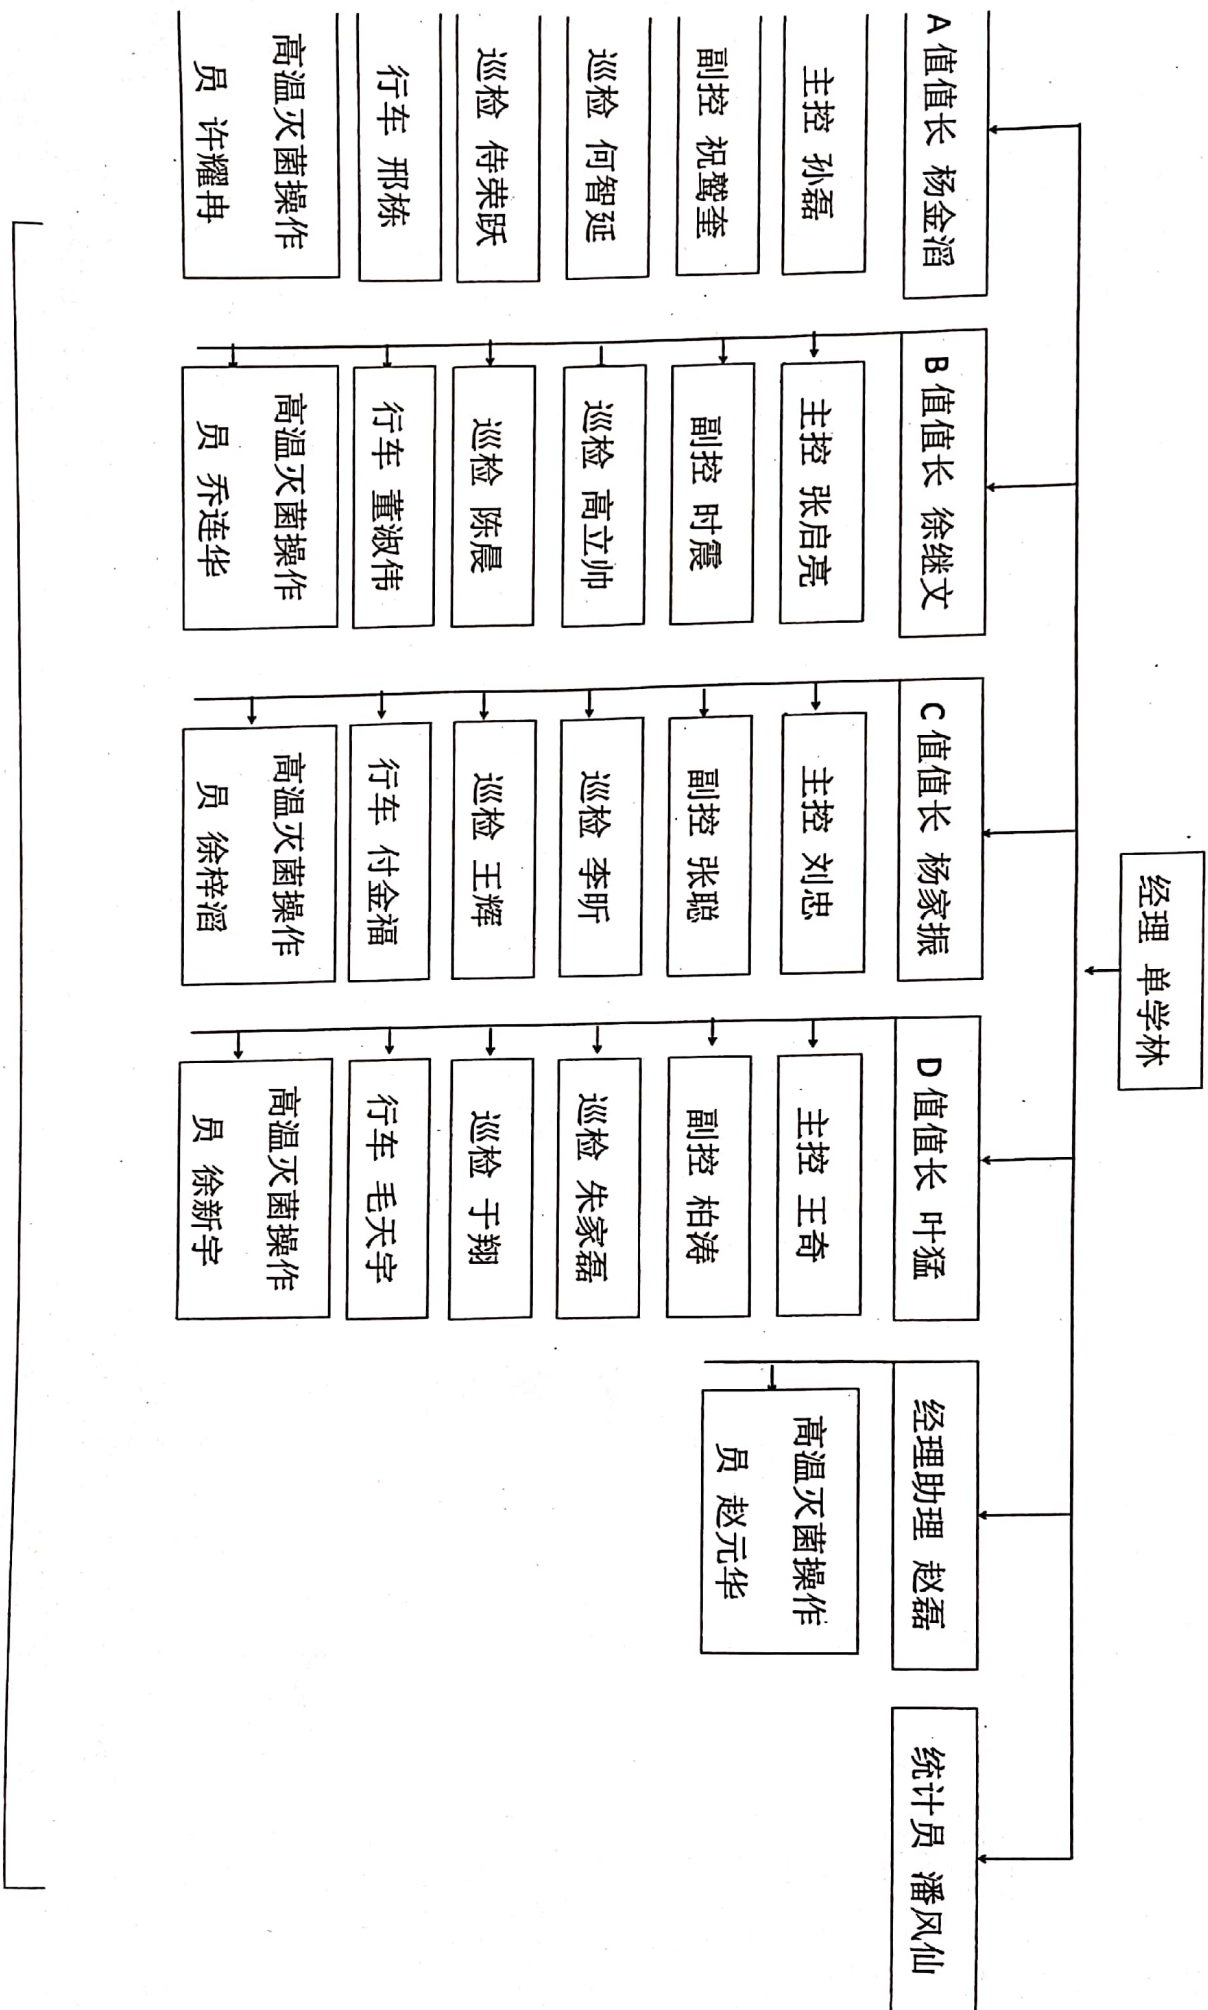 经理 单学林
A 值值长 杨金滔
主控 孙磊
副控 祝鹫奎
巡检 何智延
巡检 侍荣跃
行车 邢栋
高温灭菌操作
员 许耀冉
B 值值长 徐继文
主控 张启亮
副控 时震
巡检 高立帅
巡检 陈晨
行车 董淑伟
高温灭菌操作
员 乔连华
C 值值长 杨家振
主控 刘忠
副控 张聪
巡检 李昕
巡检 王辉
行车 付金福
高温灭菌操作
员 徐梓滔
D 值值长 叶猛
主控 王奇
副控 柏涛
巡检 朱家磊
巡检 于翔
行车 毛天宇
高温灭菌操作
员 徐新宇
经理助理 赵磊
高温灭菌操作
员 赵元华
统计员 潘风仙